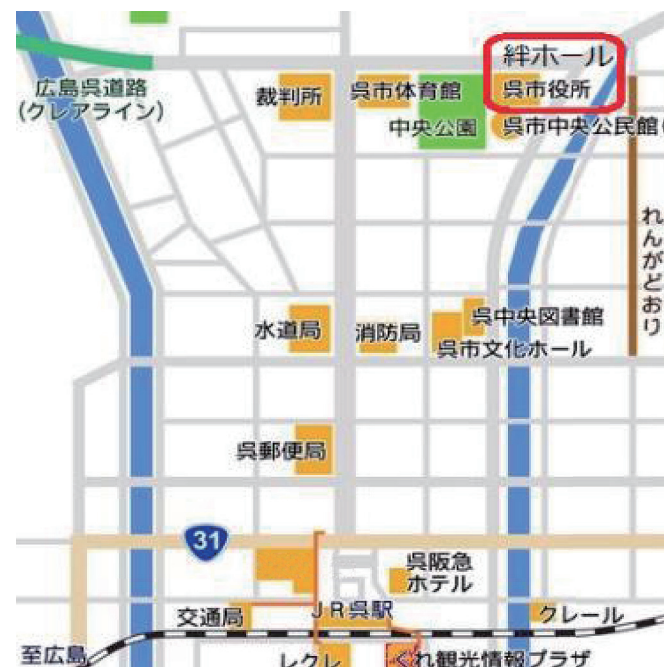 絆ホール
広島呉道路
(クレアライン)
裁判所
呉市体育館
呉市役所
中央公園
呉市中央公民館(
れんがどおり
水道局
消防局
呉中央図書館
呉市文化ホール
呉郵便局
31
呉阪急
ホテル
交通局
JR呉駅
クレール
至広島
レクレ
くれ観光情報プラザ